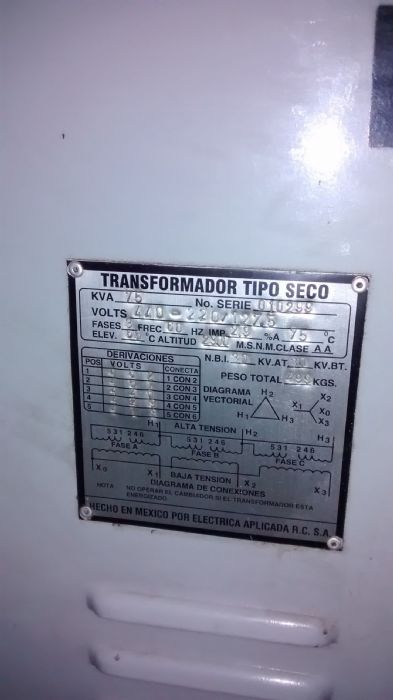 TRANSFORMADOR TIPO SECO
KVA 75 No. SERIE 010299
VOLTS 440-220/127.5
FASES 3 FREC 60 HZ IMP % A 75 °C
ELEV. °C ALTITUD 2300 M.S.N.M. CLASE AA
N.B.I. KV.AT. KV.BT.
DERIVACIONES
POS VOLTS CONECTA
1 1 CON 2
2 2 CON 3
3 3 CON 4
4 4 CON 5
5 5 CON 6
PESO TOTAL KGS.
DIAGRAMA VECTORIAL
H2
H1 H3
X2
X1 X0
X3
H1 ALTA TENSION H2 H3
531 246 531 246 531 246
FASE A FASE B FASE C
X0 X1 BAJA TENSION X2 X3
DIAGRAMA DE CONEXIONES
NOTA NO OPERAR EL CAMBIADOR SI EL TRANSFORMADOR ESTA
ENERGIZADO
HECHO EN MEXICO POR ELECTRICA APLICADA R.C. S.A.